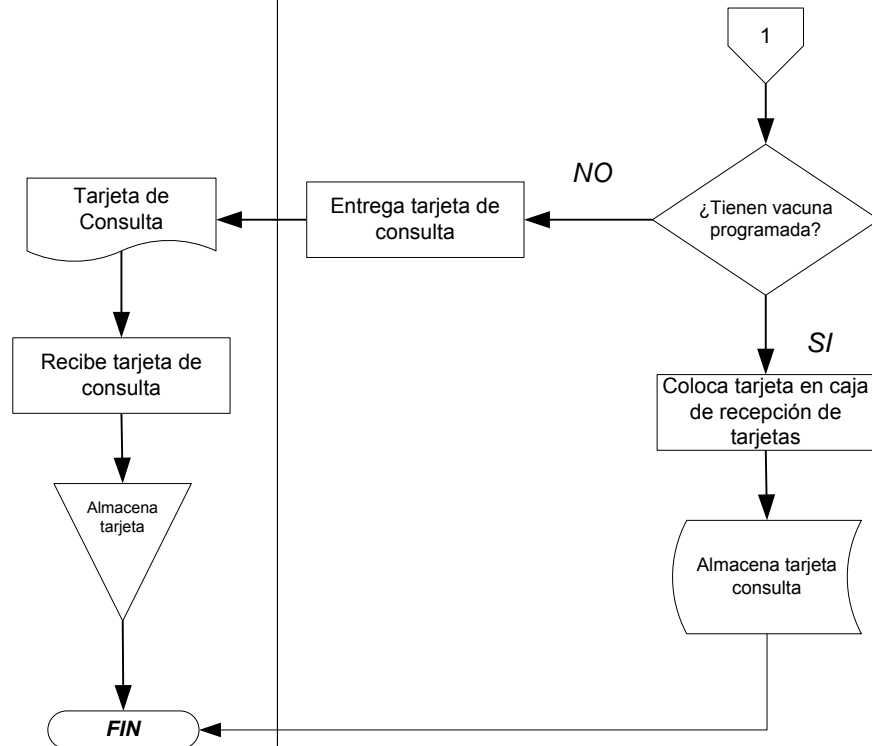 1
¿Tienen vacuna
programada?
NO
Entrega tarjeta de
consulta
Tarjeta de
Consulta
Recibe tarjeta de
consulta
Almacena
tarjeta
SI
Coloca tarjeta en caja
de recepción de
tarjetas
Almacena tarjeta
consulta
FIN